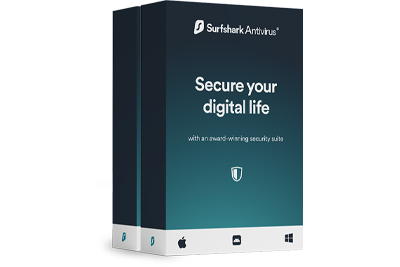 Surfshark Antivirus®
Secure your
digital life
with an award-winning security suite